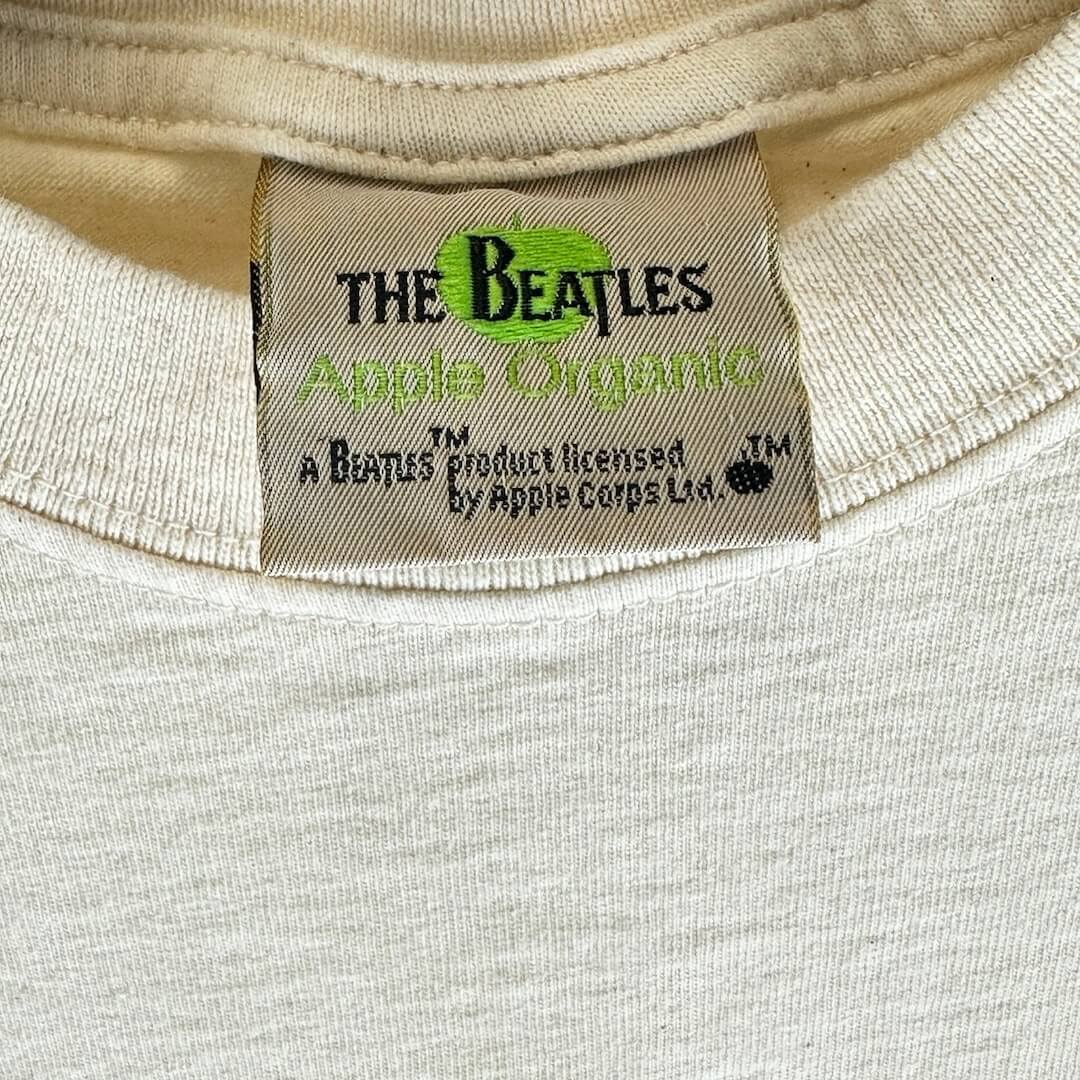 THE BEATLES
Apple Organic
A BEATLES™ product licensed
by Apple Corps Ltd. ™